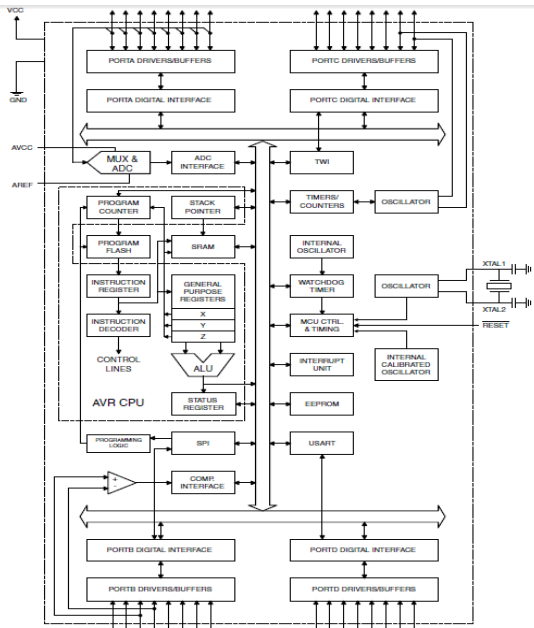 VCC
GND
PORTA DRIVERS/BUFFERS
PORTC DRIVERS/BUFFERS
PORTA DIGITAL INTERFACE
PORTC DIGITAL INTERFACE
AVCC
AREF
MUX &
ADC
ADC
INTERFACE
TWI
PROGRAM
COUNTER
STACK
POINTER
TIMERS/
COUNTERS
OSCILLATOR
PROGRAM
FLASH
SRAM
INTERNAL
OSCILLATOR
INSTRUCTION
REGISTER
GENERAL
PURPOSE
REGISTERS
X
Y
Z
WATCHDOG
TIMER
OSCILLATOR
XTAL1
XTAL2
INSTRUCTION
DECODER
MCU CTRL.
& TIMING
RESET
CONTROL
LINES
ALU
INTERRUPT
UNIT
INTERNAL
CALIBRATED
OSCILLATOR
AVR CPU
STATUS
REGISTER
EEPROM
PROGRAMMING
LOGIC
SPI
USART
+
-
COMP.
INTERFACE
PORTB DIGITAL INTERFACE
PORTD DIGITAL INTERFACE
PORTB DRIVERS/BUFFERS
PORTD DRIVERS/BUFFERS